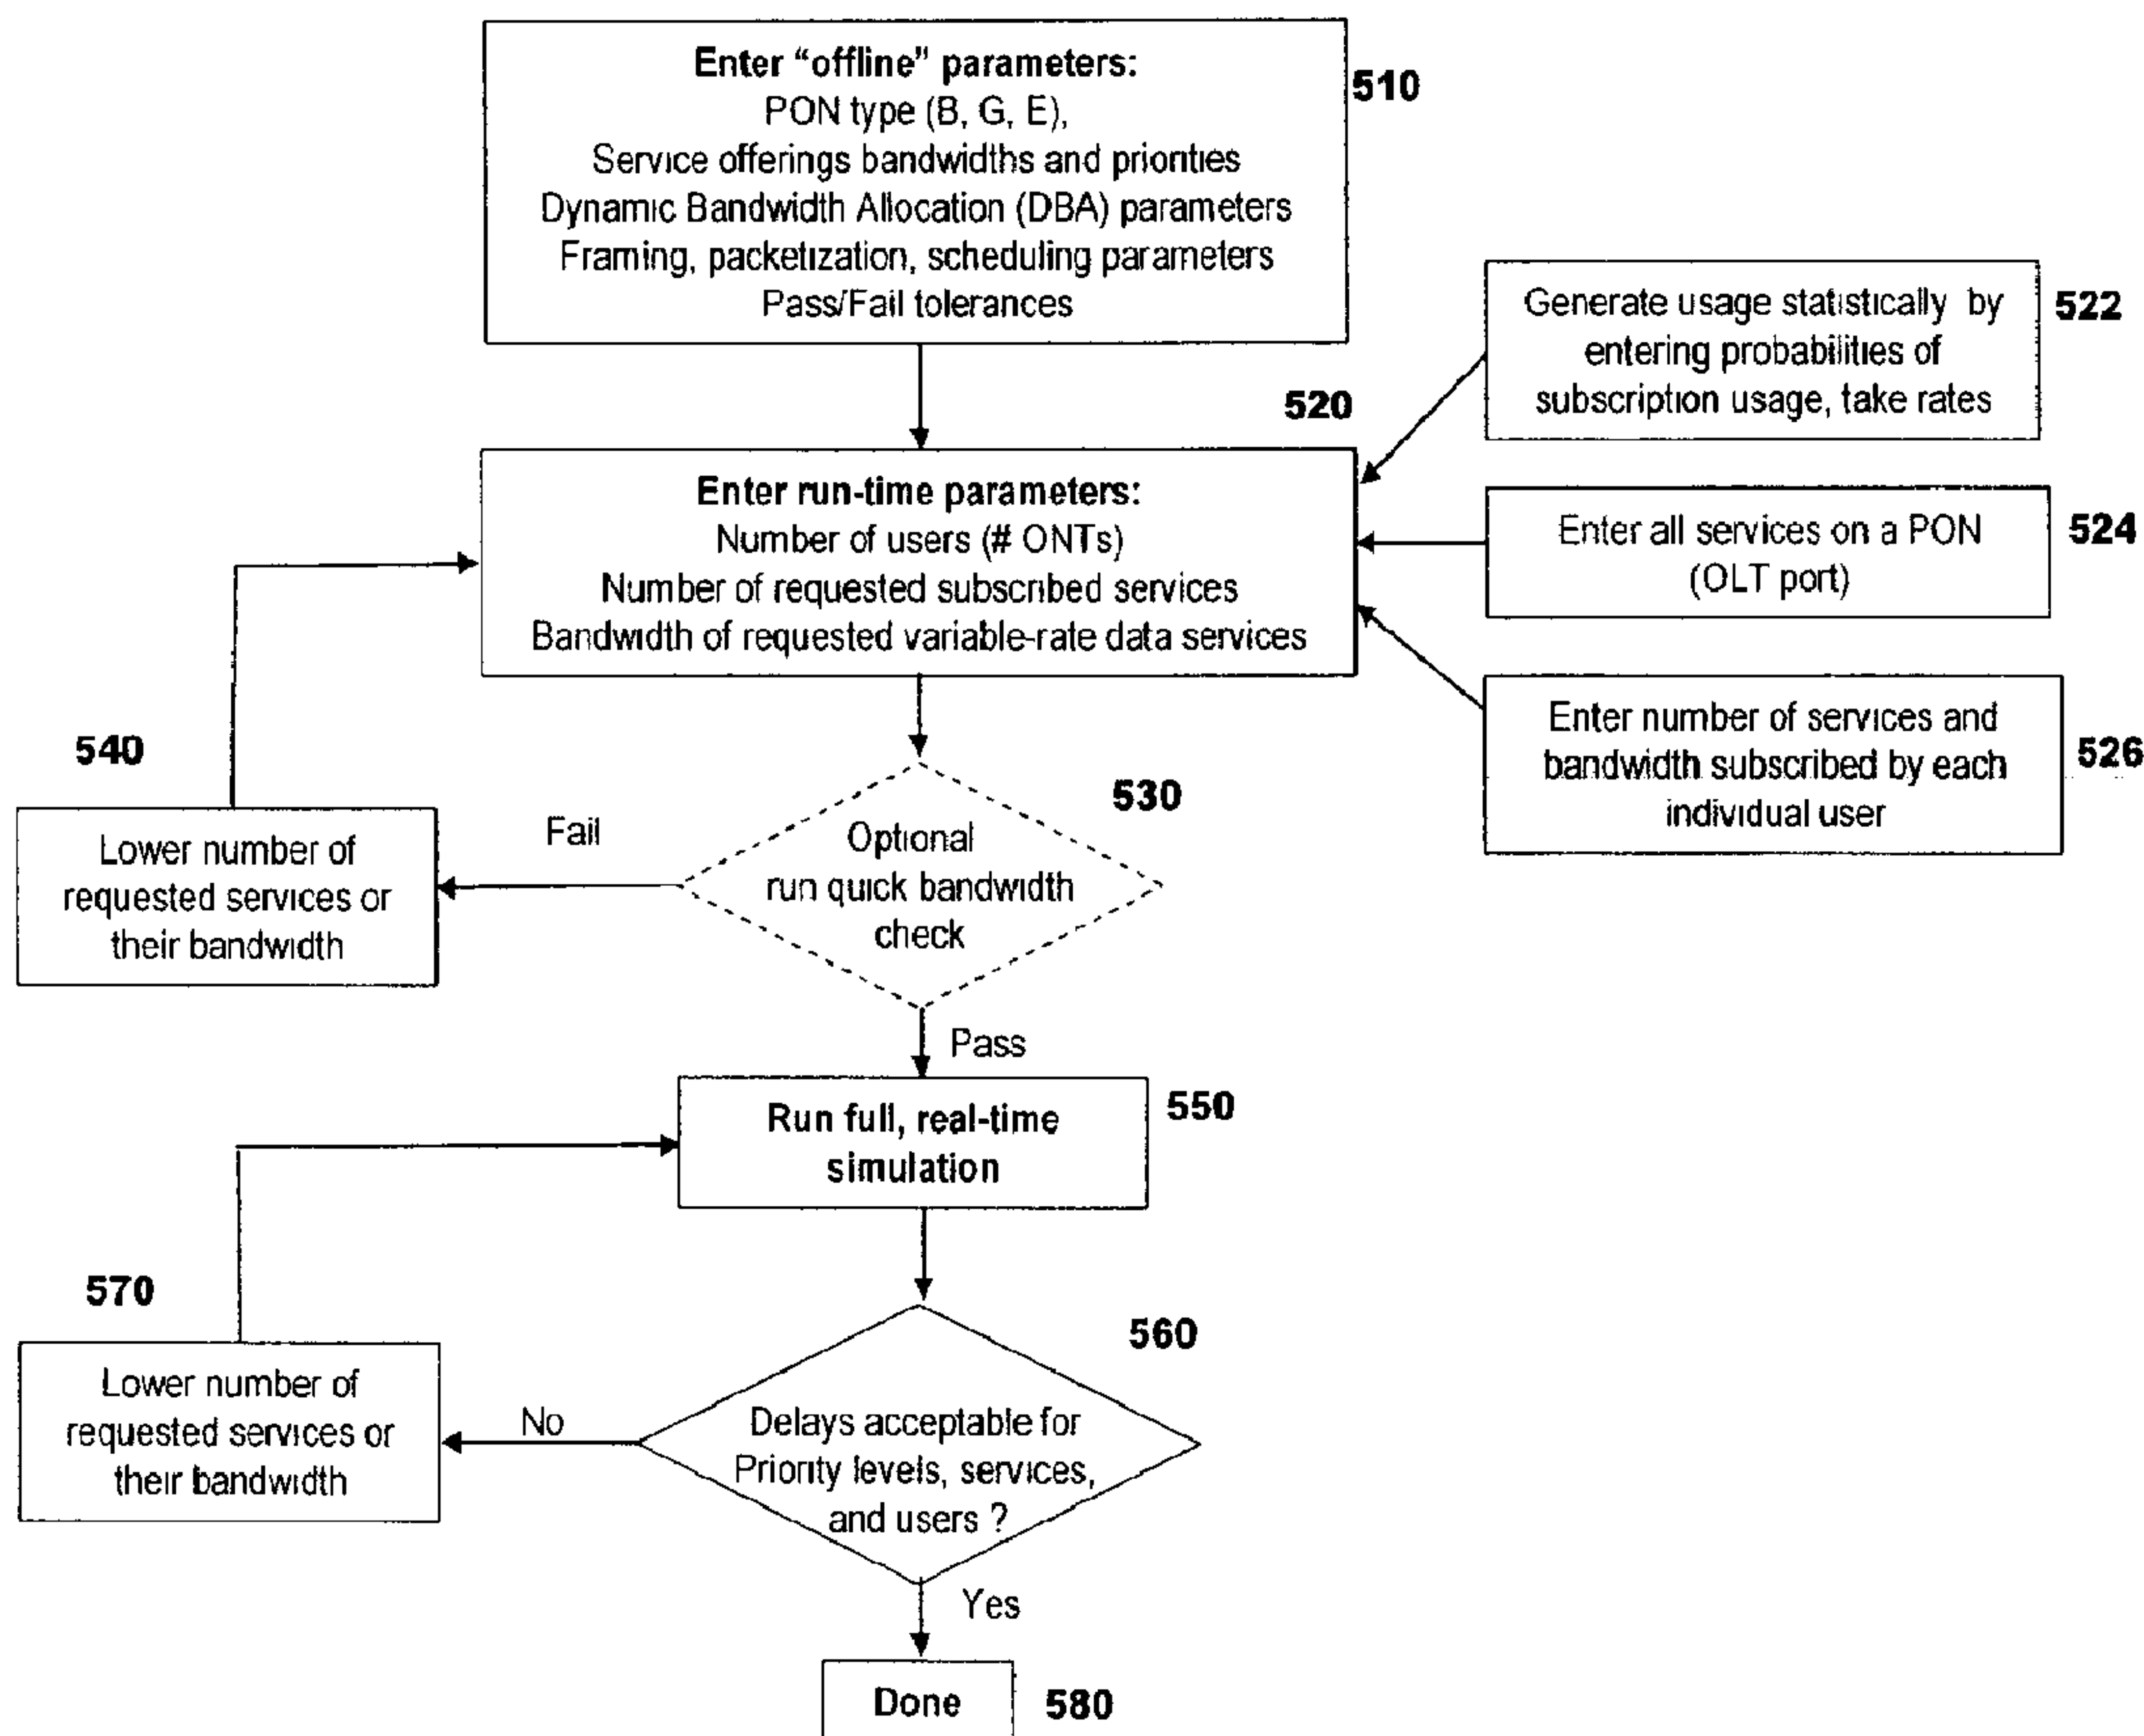 Enter “offline” parameters:
PON type (B, G, E),
Service offerings bandwidths and priorities
Dynamic Bandwidth Allocation (DBA) parameters
Framing, packetization, scheduling parameters
Pass/Fail tolerances
510
Generate usage statistically by
entering probabilities of
subscription usage, take rates
522
520
Enter run-time parameters:
Number of users (# ONTs)
Number of requested subscribed services
Bandwidth of requested variable-rate data services
Enter all services on a PON
(OLT port)
524
Enter number of services and
bandwidth subscribed by each
individual user
526
540
Lower number of
requested services or
their bandwidth
Fail
530
Optional
run quick bandwidth
check
Pass
Run full, real-time
simulation
550
570
Lower number of
requested services or
their bandwidth
No
560
Delays acceptable for
Priority levels, services,
and users ?
Yes
Done
580